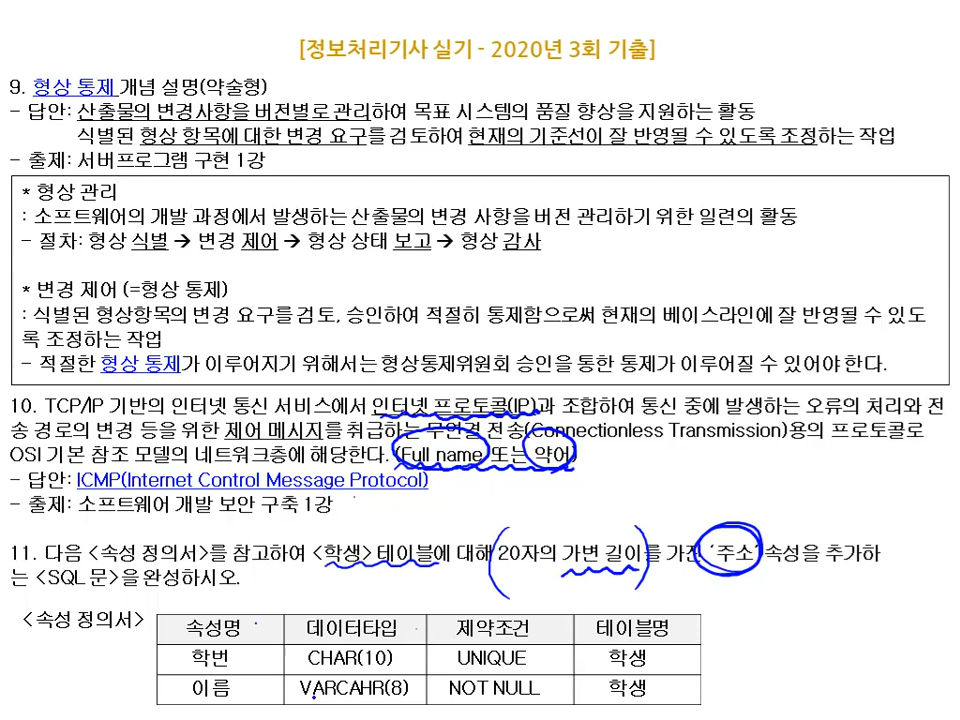 [정보처리기사 실기 - 2020년 3회 기출]
9. 형상 통제 개념 설명(약술형)
- 답안: 산출물의 변경사항을 버전별로 관리하여 목표 시스템의 품질 향상을 지원하는 활동
식별된 형상 항목에 대한 변경 요구를 검토하여 현재의 기준선이 잘 반영될 수 있도록 조정하는 작업
- 출제: 서버프로그램 구현 1강
* 형상 관리
: 소프트웨어의 개발 과정에서 발생하는 산출물의 변경 사항을 버전 관리하기 위한 일련의 활동
- 절차: 형상 식별 → 변경 제어 → 형상 상태 보고 → 형상 감사
* 변경 제어 (=형상 통제)
: 식별된 형상항목의 변경 요구를 검토, 승인하여 적절히 통제함으로써 현재의 베이스라인에 잘 반영될 수 있도
록 조정하는 작업
- 적절한 형상 통제가 이루어지기 위해서는 형상통제위원회 승인을 통한 통제가 이루어질 수 있어야 한다.
10. TCP/IP 기반의 인터넷 통신 서비스에서 인터넷 프로토콜(IP)과 조합하여 통신 중에 발생하는 오류의 처리와 전
송 경로의 변경 등을 위한 제어 메시지를 취급하는 무연결 전송(Connectionless Transmission)용의 프로토콜로
OSI 기본 참조 모델의 네트워크층에 해당한다. (Full name 또는 약어)
- 답안: ICMP(Internet Control Message Protocol)
- 출제: 소프트웨어 개발 보안 구축 1강
11. 다음 <속성 정의서>를 참고하여 <학생> 테이블에 대해 20자의 가변 길이를 가진 '주소' 속성을 추가하
는 <SQL 문>을 완성하시오.
<속성 정의서>
속성명 데이터타입 제약조건 테이블명
학번 CHAR(10) UNIQUE 학생
이름 VARCAHR(8) NOT NULL 학생